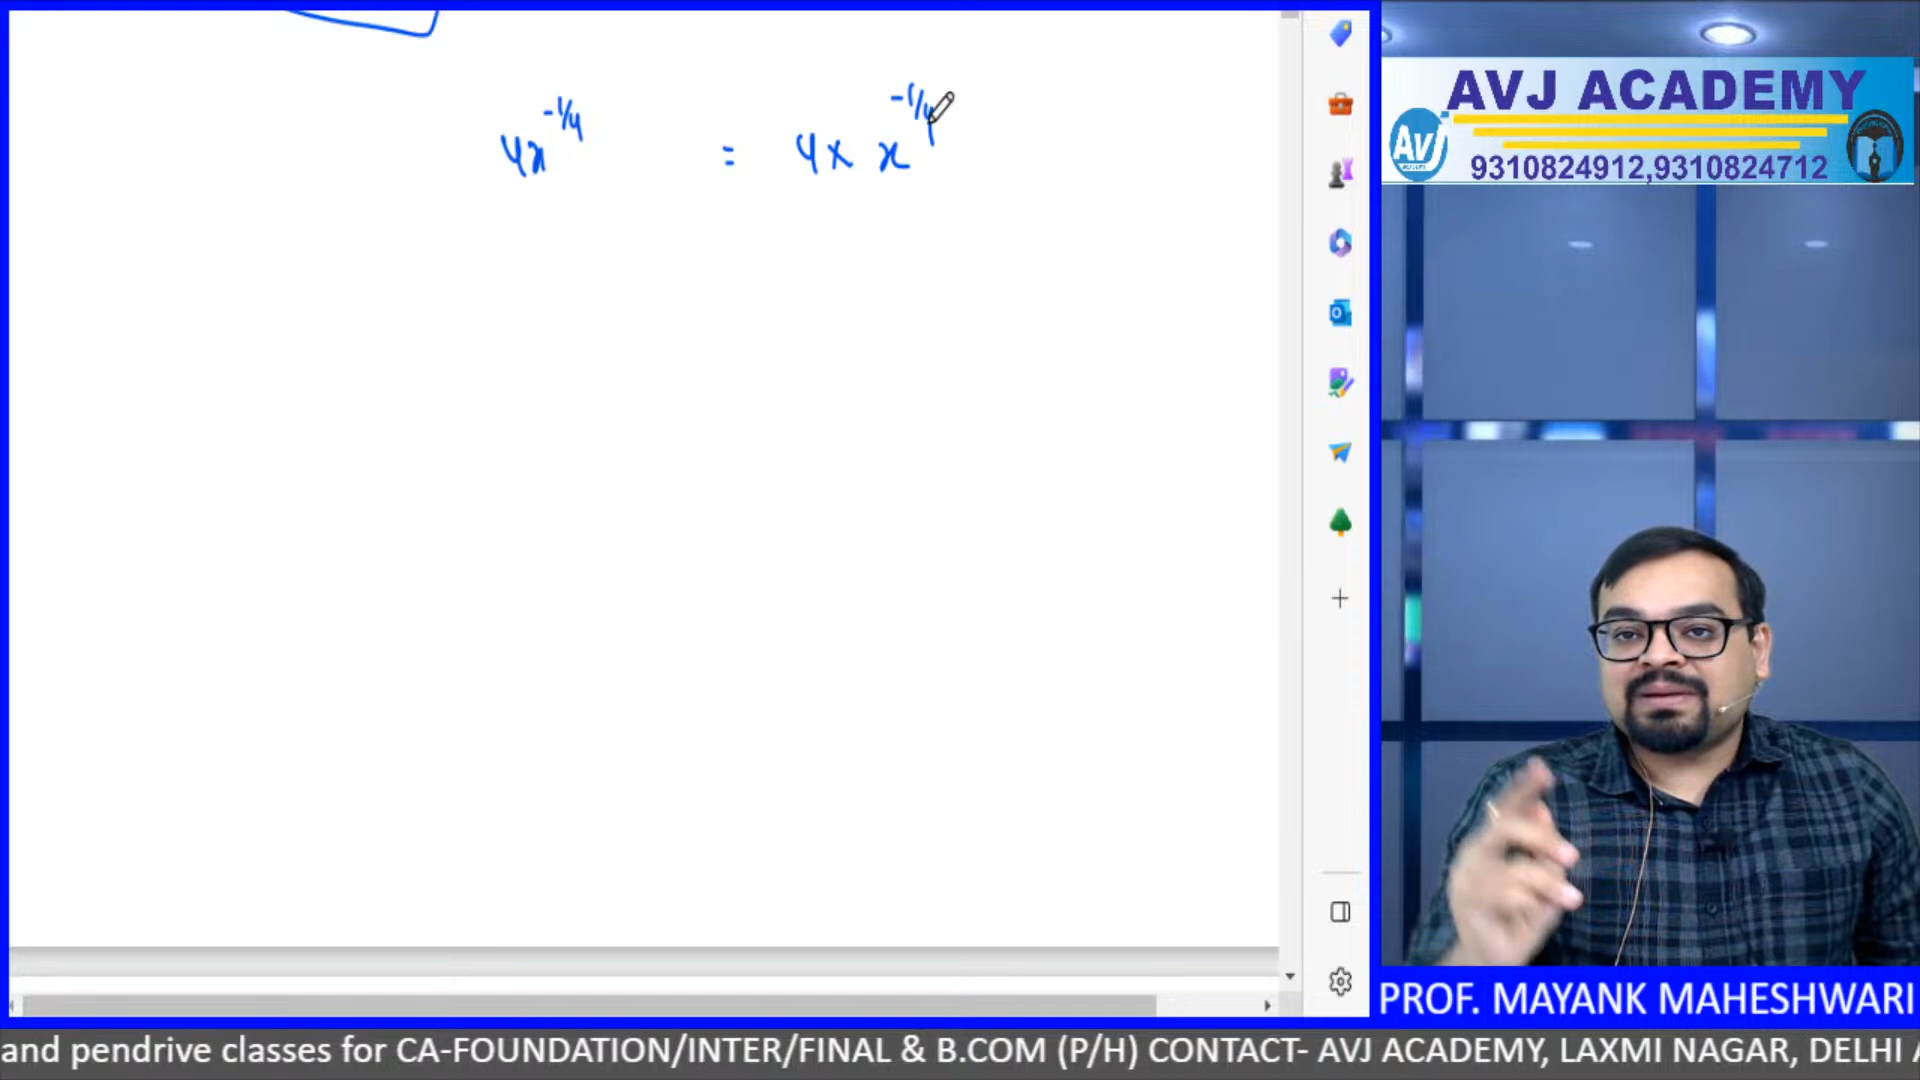 4x^-1/4 = 4 × x^-1/4
AVJ ACADEMY
AVJ
9310824912,9310824712
PROF. MAYANK MAHESHWARI
and pendrive classes for CA-FOUNDATION/INTER/FINAL & B.COM (P/H) CONTACT- AVJ ACADEMY, LAXMI NAGAR, DELHI